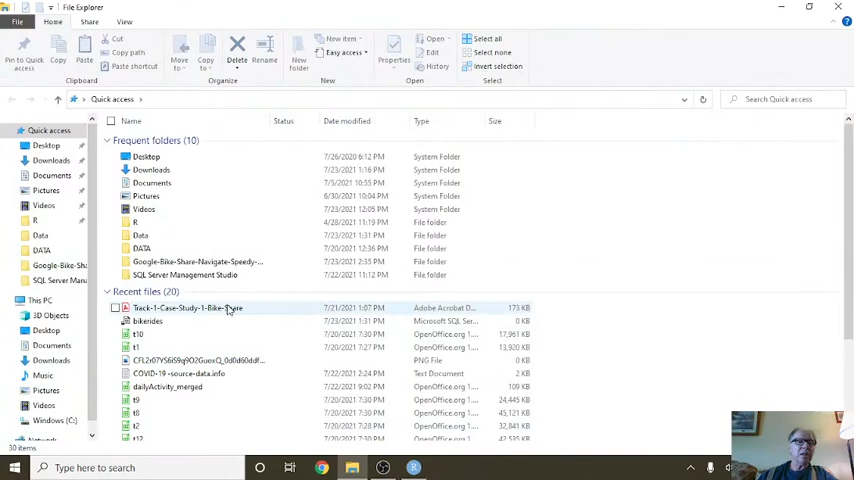 File Explorer
File Home Share View
Pin to Quick access
Copy
Paste
Cut
Copy path
Paste shortcut
Move to
Copy to
Delete
Rename
New folder
New item
Easy access
Properties
Open
Edit
History
Select all
Select none
Invert selection
Clipboard Organize New Open Select
Quick access
Search Quick access
Name Status Date modified Type Size
Quick access
Desktop
Downloads
Documents
Pictures
Videos
R
Data
DATA
Google-Bike-Sh
SQL Server Mana
This PC
3D Objects
Desktop
Documents
Downloads
Music
Pictures
Videos
Windows (C:)
Frequent folders (10)
Desktop 7/26/2020 6:12 PM System Folder
Downloads 7/23/2021 1:16 PM System Folder
Documents 7/5/2021 10:55 PM System Folder
Pictures 6/30/2021 10:04 PM System Folder
Videos 7/23/2021 12:05 PM System Folder
R 4/28/2021 11:19 PM File folder
Data 7/23/2021 1:31 PM File folder
DATA 7/20/2021 12:36 PM File folder
Google-Bike-Share-Navigate-Speedy-... 7/23/2021 2:35 PM File folder
SQL Server Management Studio 7/22/2021 11:12 PM File folder
Recent files (20)
Track-1-Case-Study-1-Bike-Share 7/21/2021 1:07 PM Adobe Acrobat D... 173 KB
bikerides 7/23/2021 1:31 PM Microsoft SQL Ser... 0 KB
t10 7/20/2021 7:30 PM OpenOffice.org 1.... 17,961 KB
t1 7/20/2021 7:27 PM OpenOffice.org 1.... 13,920 KB
PNG File 0 KB
COVID-19 -source-data.info 7/22/2021 2:24 PM Text Document 2 KB
dailyActivity_merged 7/22/2021 9:02 PM OpenOffice.org 1.... 109 KB
t9 7/20/2021 7:30 PM OpenOffice.org 1.... 24,445 KB
t8 7/20/2021 7:30 PM OpenOffice.org 1.... 45,121 KB
t2 7/20/2021 7:28 PM OpenOffice.org 1.... 32,841 KB
t12 7/20/2021 7:30 PM OpenOffice.org 1.... 42,535 KB
30 items
Type here to search
R